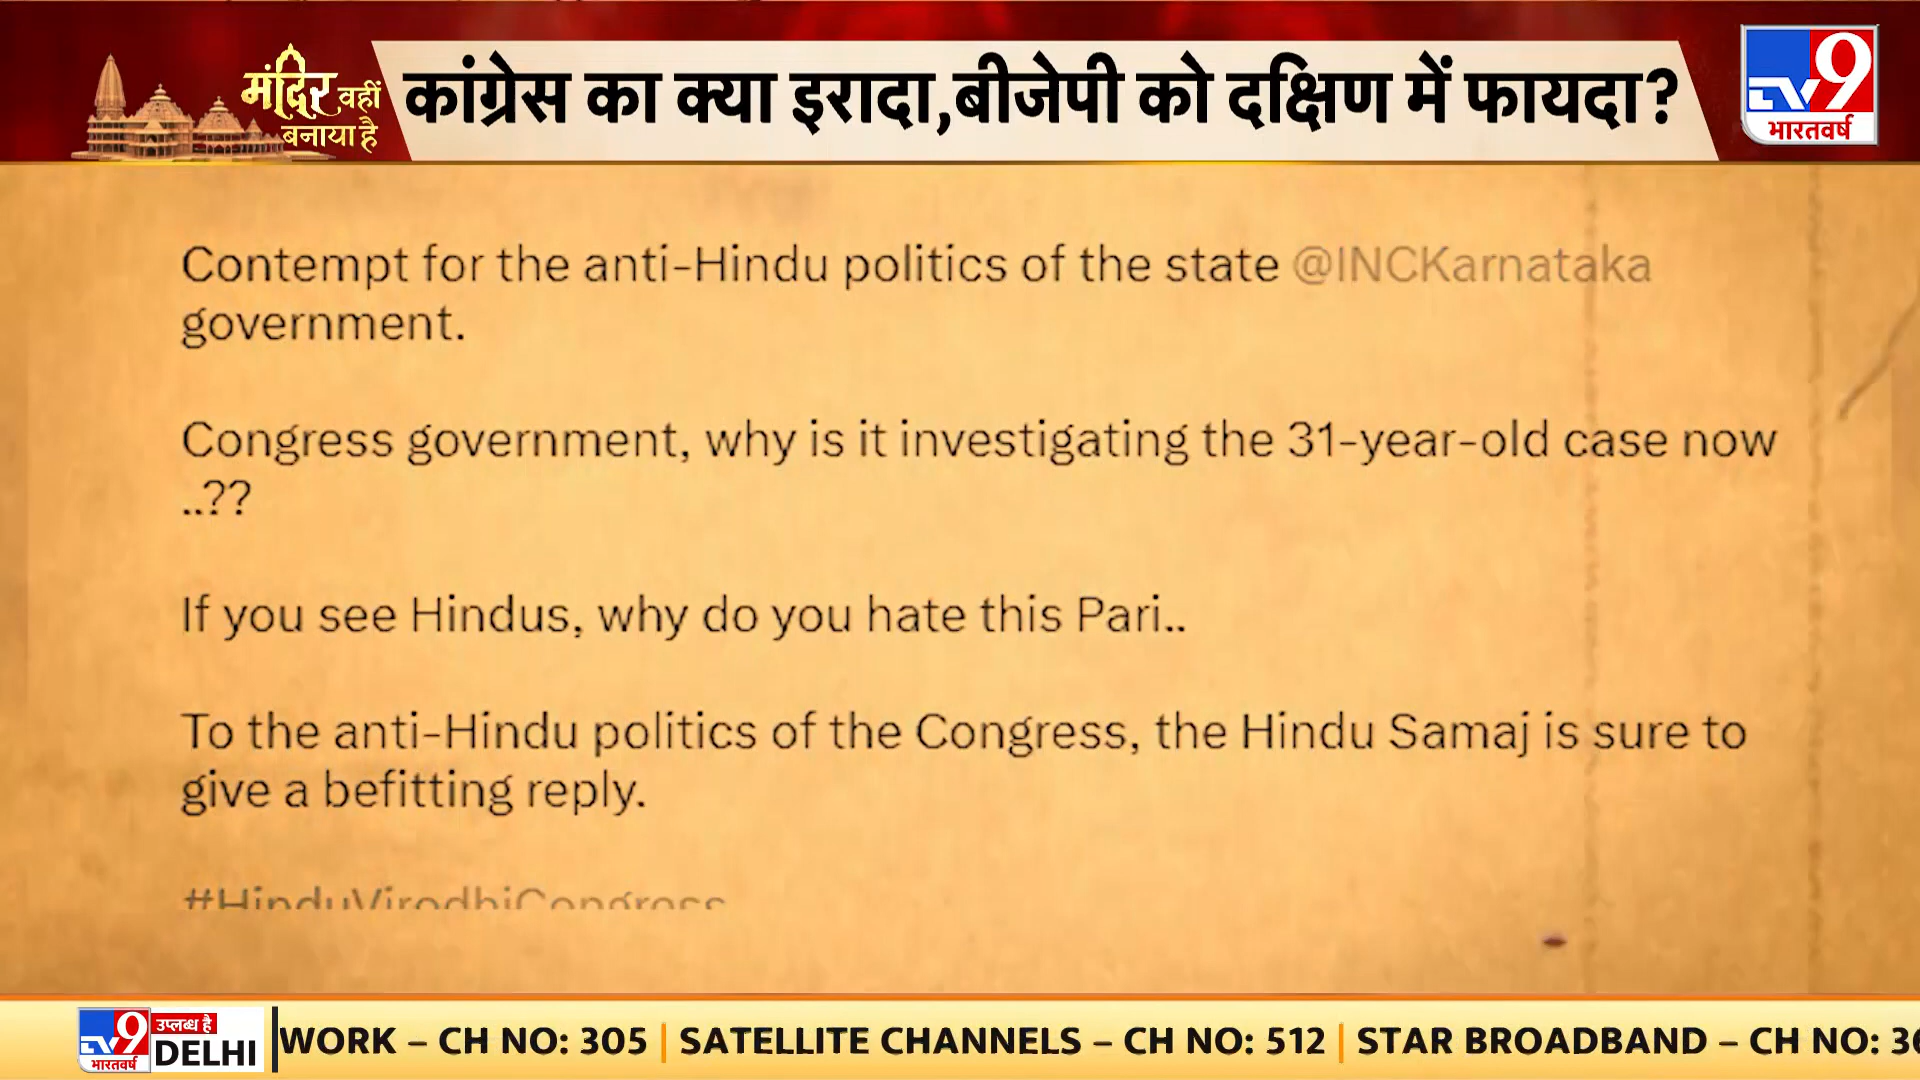 मंदिर वहीं
बनाया है
कांग्रेस का क्या इरादा,बीजेपी को दक्षिण में फायदा?
TV9
भारतवर्ष
Contempt for the anti-Hindu politics of the state @INCKarnataka
government.
Congress government, why is it investigating the 31-year-old case now
..??
If you see Hindus, why do you hate this Pari..
To the anti-Hindu politics of the Congress, the Hindu Samaj is sure to
give a befitting reply.
#HinduVirodhiCongress
TV9
भारतवर्ष
उप्लब्ध है
DELHI
WORK – CH NO: 305 | SATELLITE CHANNELS – CH NO: 512 | STAR BROADBAND – CH NO: